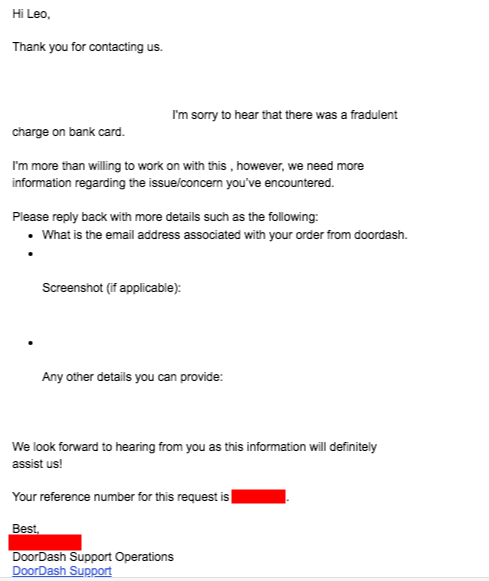 Hi Leo,
Thank you for contacting us.
I'm sorry to hear that there was a fradulent
charge on bank card.
I'm more than willing to work on with this , however, we need more
information regarding the issue/concern you've encountered.
Please reply back with more details such as the following:
• What is the email address associated with your order from doordash.
•
Screenshot (if applicable):
•
Any other details you can provide:
We look forward to hearing from you as this information will definitely
assist us!
Your reference number for this request is .
Best,
DoorDash Support Operations
DoorDash Support